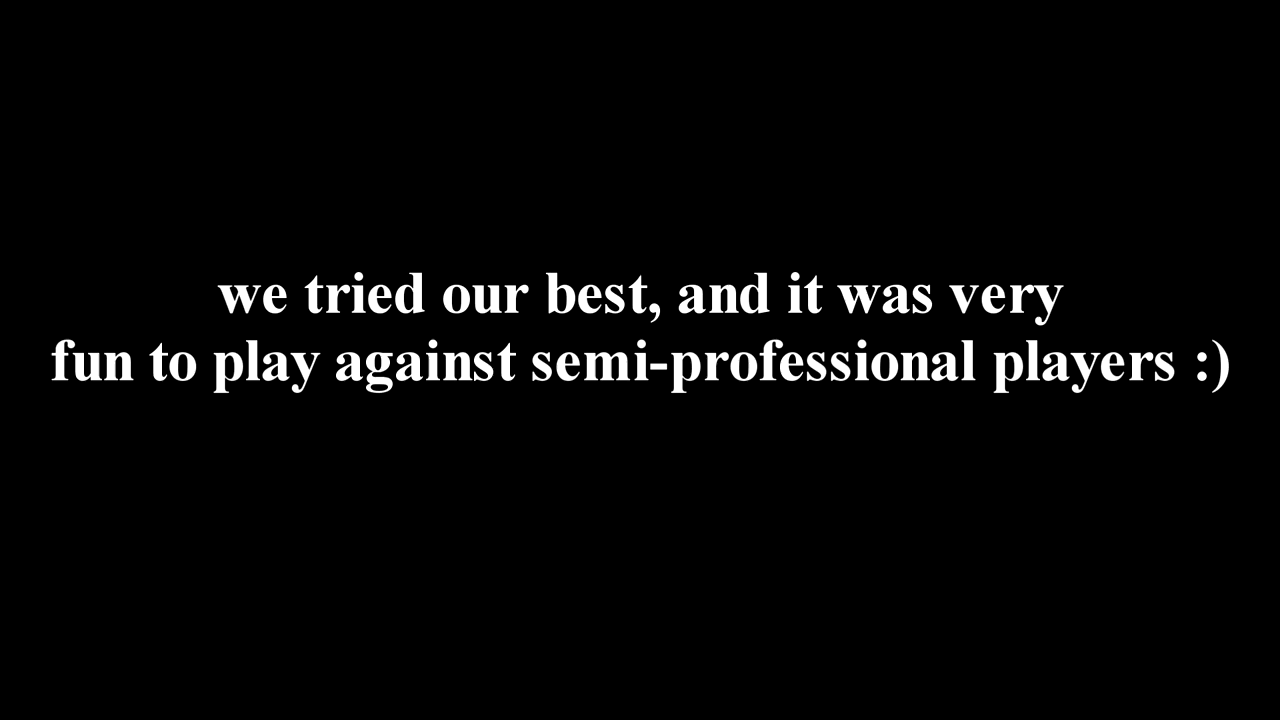 we tried our best, and it was very
fun to play against semi-professional players :)